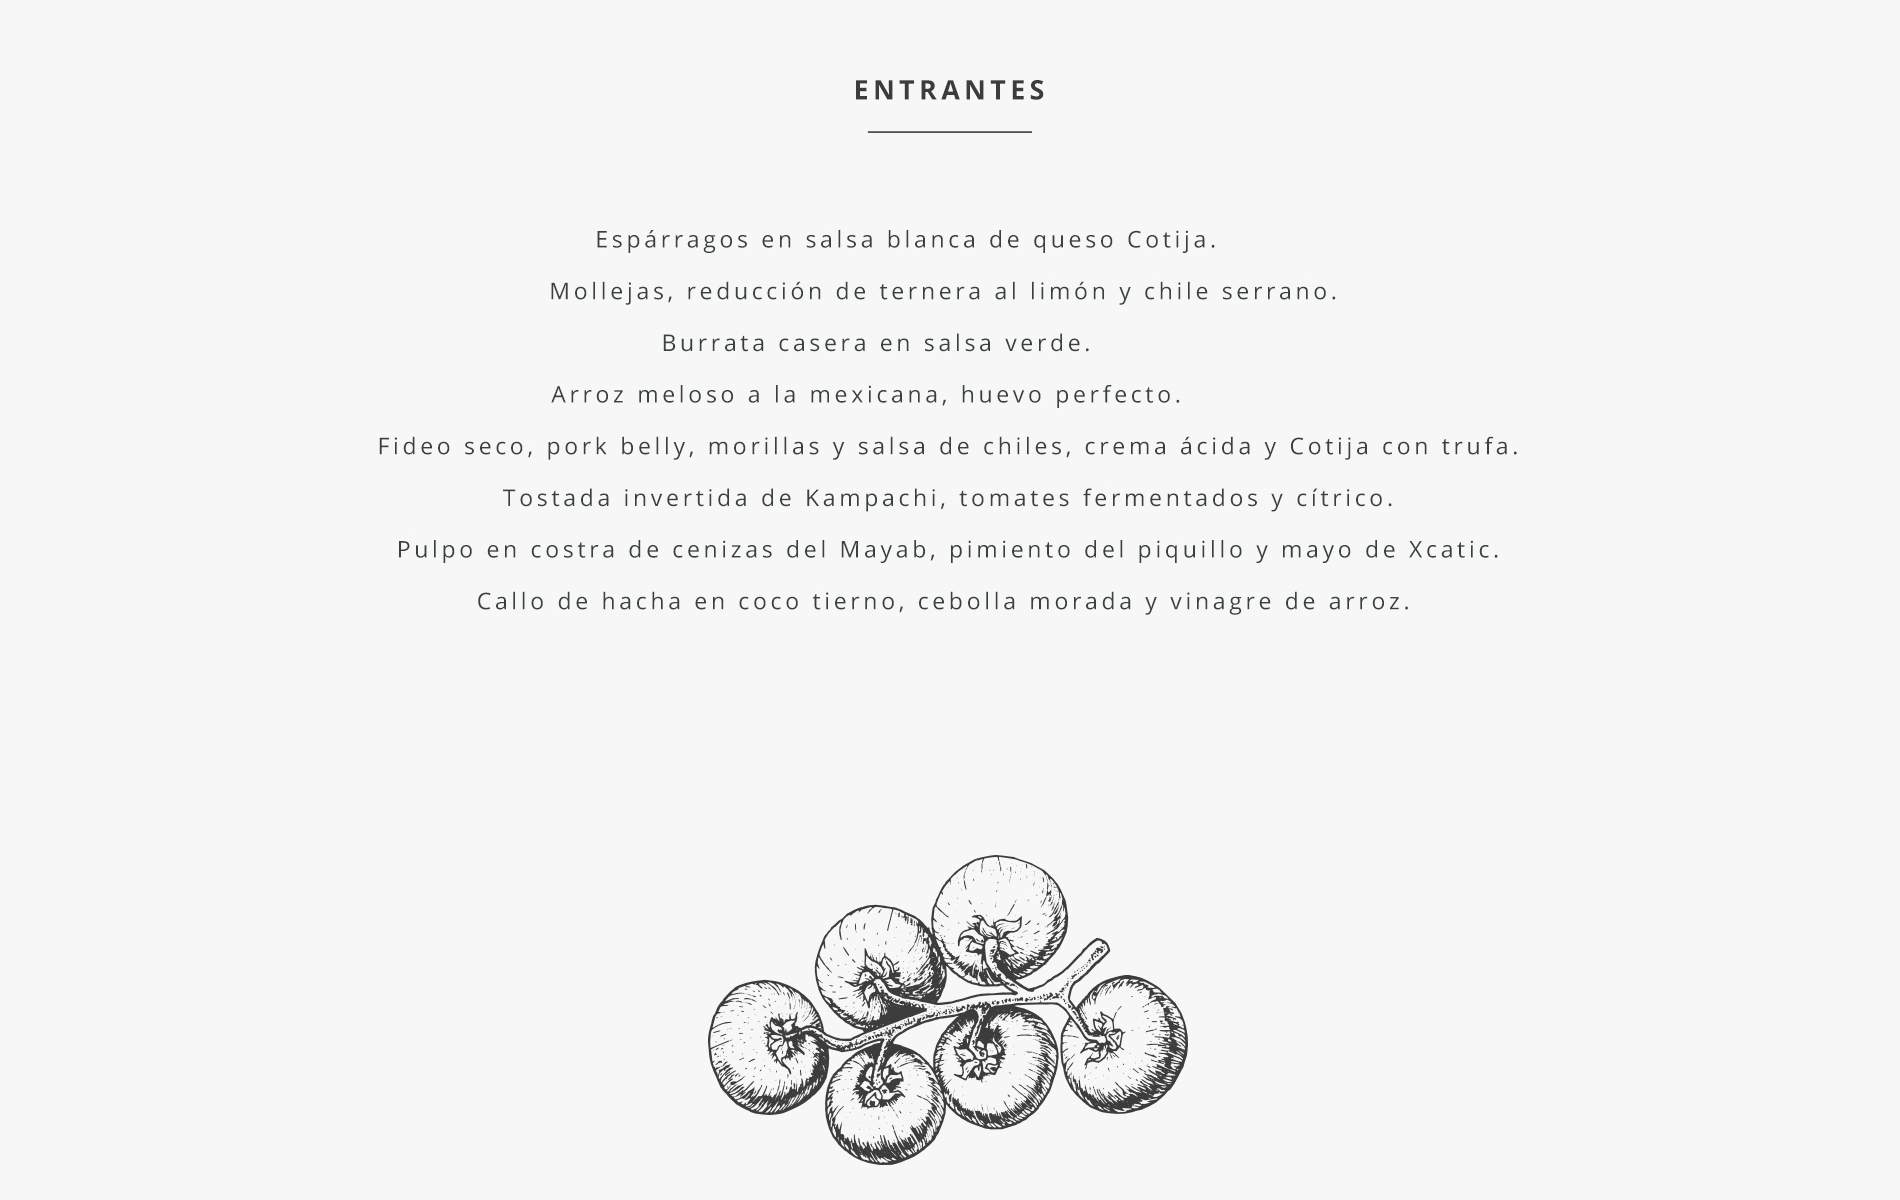 ENTRANTES
Espárragos en salsa blanca de queso Cotija.
Mollejas, reducción de ternera al limón y chile serrano.
Burrata casera en salsa verde.
Arroz meloso a la mexicana, huevo perfecto.
Fideo seco, pork belly, morillas y salsa de chiles, crema ácida y Cotija con trufa.
Tostada invertida de Kampachi, tomates fermentados y cítrico.
Pulpo en costra de cenizas del Mayab, pimiento del piquillo y mayo de Xcatic.
Callo de hacha en coco tierno, cebolla morada y vinagre de arroz.